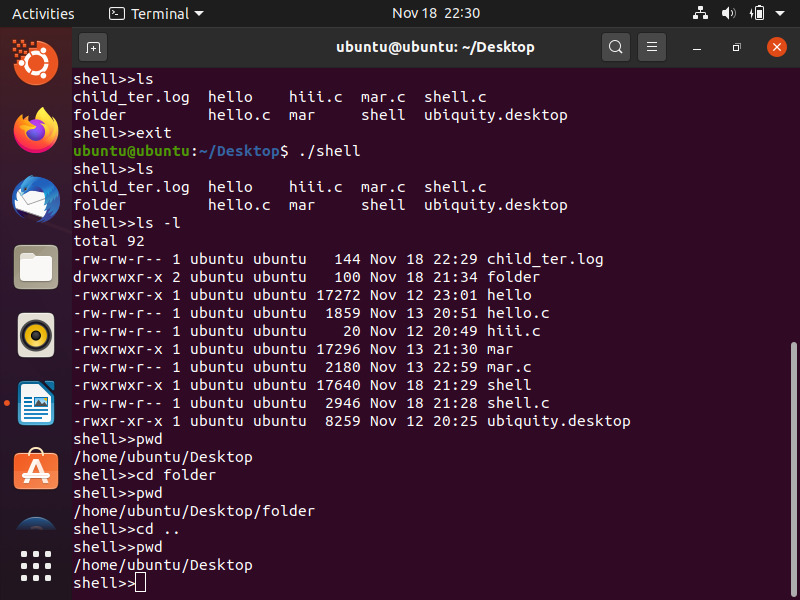 Activities Terminal Nov 18 22:30
ubuntu@ubuntu: ~/Desktop
shell>>ls
child_ter.log  hello    hiii.c  mar.c  shell.c
folder         hello.c  mar     shell  ubiquity.desktop
shell>>exit
ubuntu@ubuntu:~/Desktop$ ./shell
shell>>ls
child_ter.log  hello    hiii.c  mar.c  shell.c
folder         hello.c  mar     shell  ubiquity.desktop
shell>>ls -l
total 92
-rw-rw-r-- 1 ubuntu ubuntu   144 Nov 18 22:29 child_ter.log
drwxrwxr-x 2 ubuntu ubuntu   100 Nov 18 21:34 folder
-rwxrwxr-x 1 ubuntu ubuntu 17272 Nov 12 23:01 hello
-rw-rw-r-- 1 ubuntu ubuntu  1859 Nov 13 20:51 hello.c
-rw-rw-r-- 1 ubuntu ubuntu    20 Nov 12 20:49 hiii.c
-rwxrwxr-x 1 ubuntu ubuntu 17296 Nov 13 21:30 mar
-rw-rw-r-- 1 ubuntu ubuntu  2180 Nov 13 22:59 mar.c
-rwxrwxr-x 1 ubuntu ubuntu 17640 Nov 18 21:29 shell
-rw-rw-r-- 1 ubuntu ubuntu  2946 Nov 18 21:28 shell.c
-rwxr-xr-x 1 ubuntu ubuntu  8259 Nov 12 20:25 ubiquity.desktop
shell>>pwd
/home/ubuntu/Desktop
shell>>cd folder
shell>>pwd
/home/ubuntu/Desktop/folder
shell>>cd ..
shell>>pwd
/home/ubuntu/Desktop
shell>>